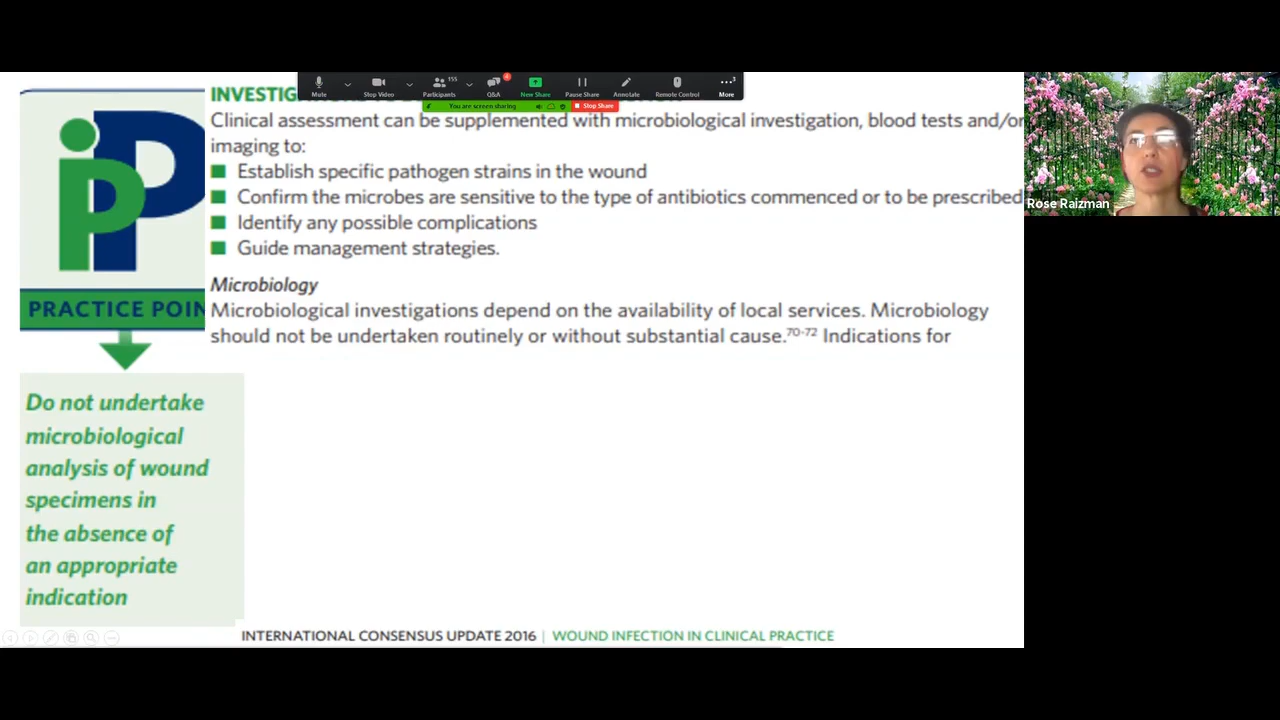 155
4
3
Mute
Stop Video
Participants
Q&A
New Share
Pause Share
Annotate
Remote Control
More
You are screen sharing
Stop Share
INVESTIG
Clinical assessment can be supplemented with microbiological investigation, blood tests and/or
imaging to:
Establish specific pathogen strains in the wound
Confirm the microbes are sensitive to the type of antibiotics commenced or to be prescribed
Identify any possible complications
Guide management strategies.
Microbiology
Microbiological investigations depend on the availability of local services. Microbiology
should not be undertaken routinely or without substantial cause.70-72 Indications for
iPP
PRACTICE POIN
Do not undertake
microbiological
analysis of wound
specimens in
the absence of
an appropriate
indication
INTERNATIONAL CONSENSUS UPDATE 2016 | WOUND INFECTION IN CLINICAL PRACTICE
Rose Raizman